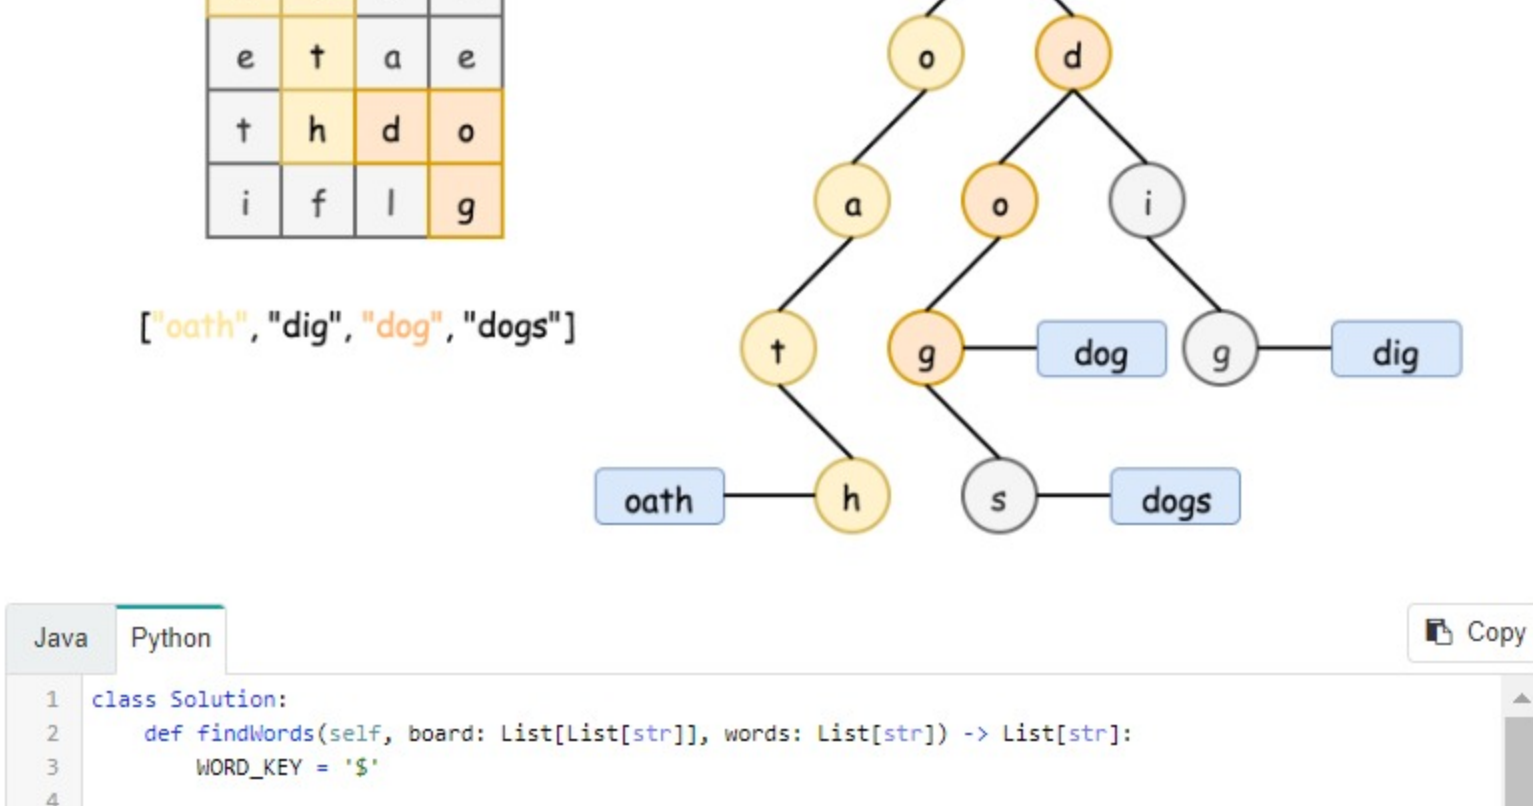 e t a e
o d
t h d o
i f l g
a o i
["oath", "dig", "dog", "dogs"]
t g dog g dig
oath h s dogs
Java Python Copy
1 class Solution:
2 def findWords(self, board: List[List[str]], words: List[str]) -> List[str]:
3 WORD_KEY = '$'
4